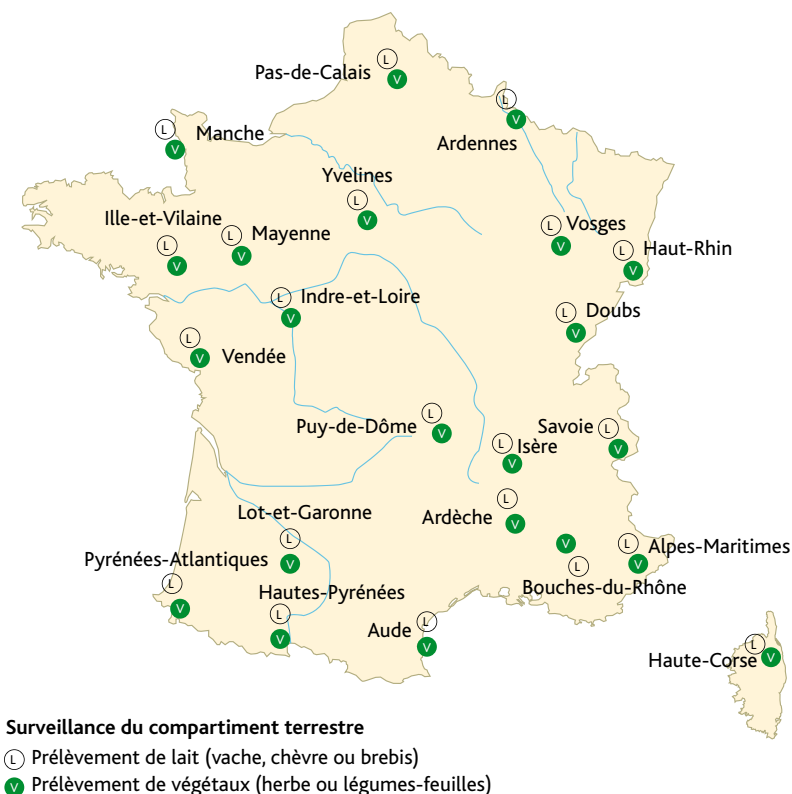 L
Pas-de-Calais
V
L
V
Ardennes
L
Manche
V
Yvelines
L
V
Ille-et-Vilaine
L
V
L
Mayenne
V
L
Vosges
V
L
Haut-Rhin
V
L
Indre-et-Loire
V
L
Doubs
V
L
V
Vendée
L
Puy-de-Dôme
V
Savoie
L
V
L
Isère
V
L
Ardèche
V
Lot-et-Garonne
L
V
V
L
Bouches-du-Rhône
L
Alpes-Maritimes
V
Pyrénées-Atlantiques
L
V
Hautes-Pyrénées
L
V
L
Aude
V
L
Haute-Corse
V
Surveillance du compartiment terrestre
L Prélèvement de lait (vache, chèvre ou brebis)
V Prélèvement de végétaux (herbe ou légumes-feuilles)